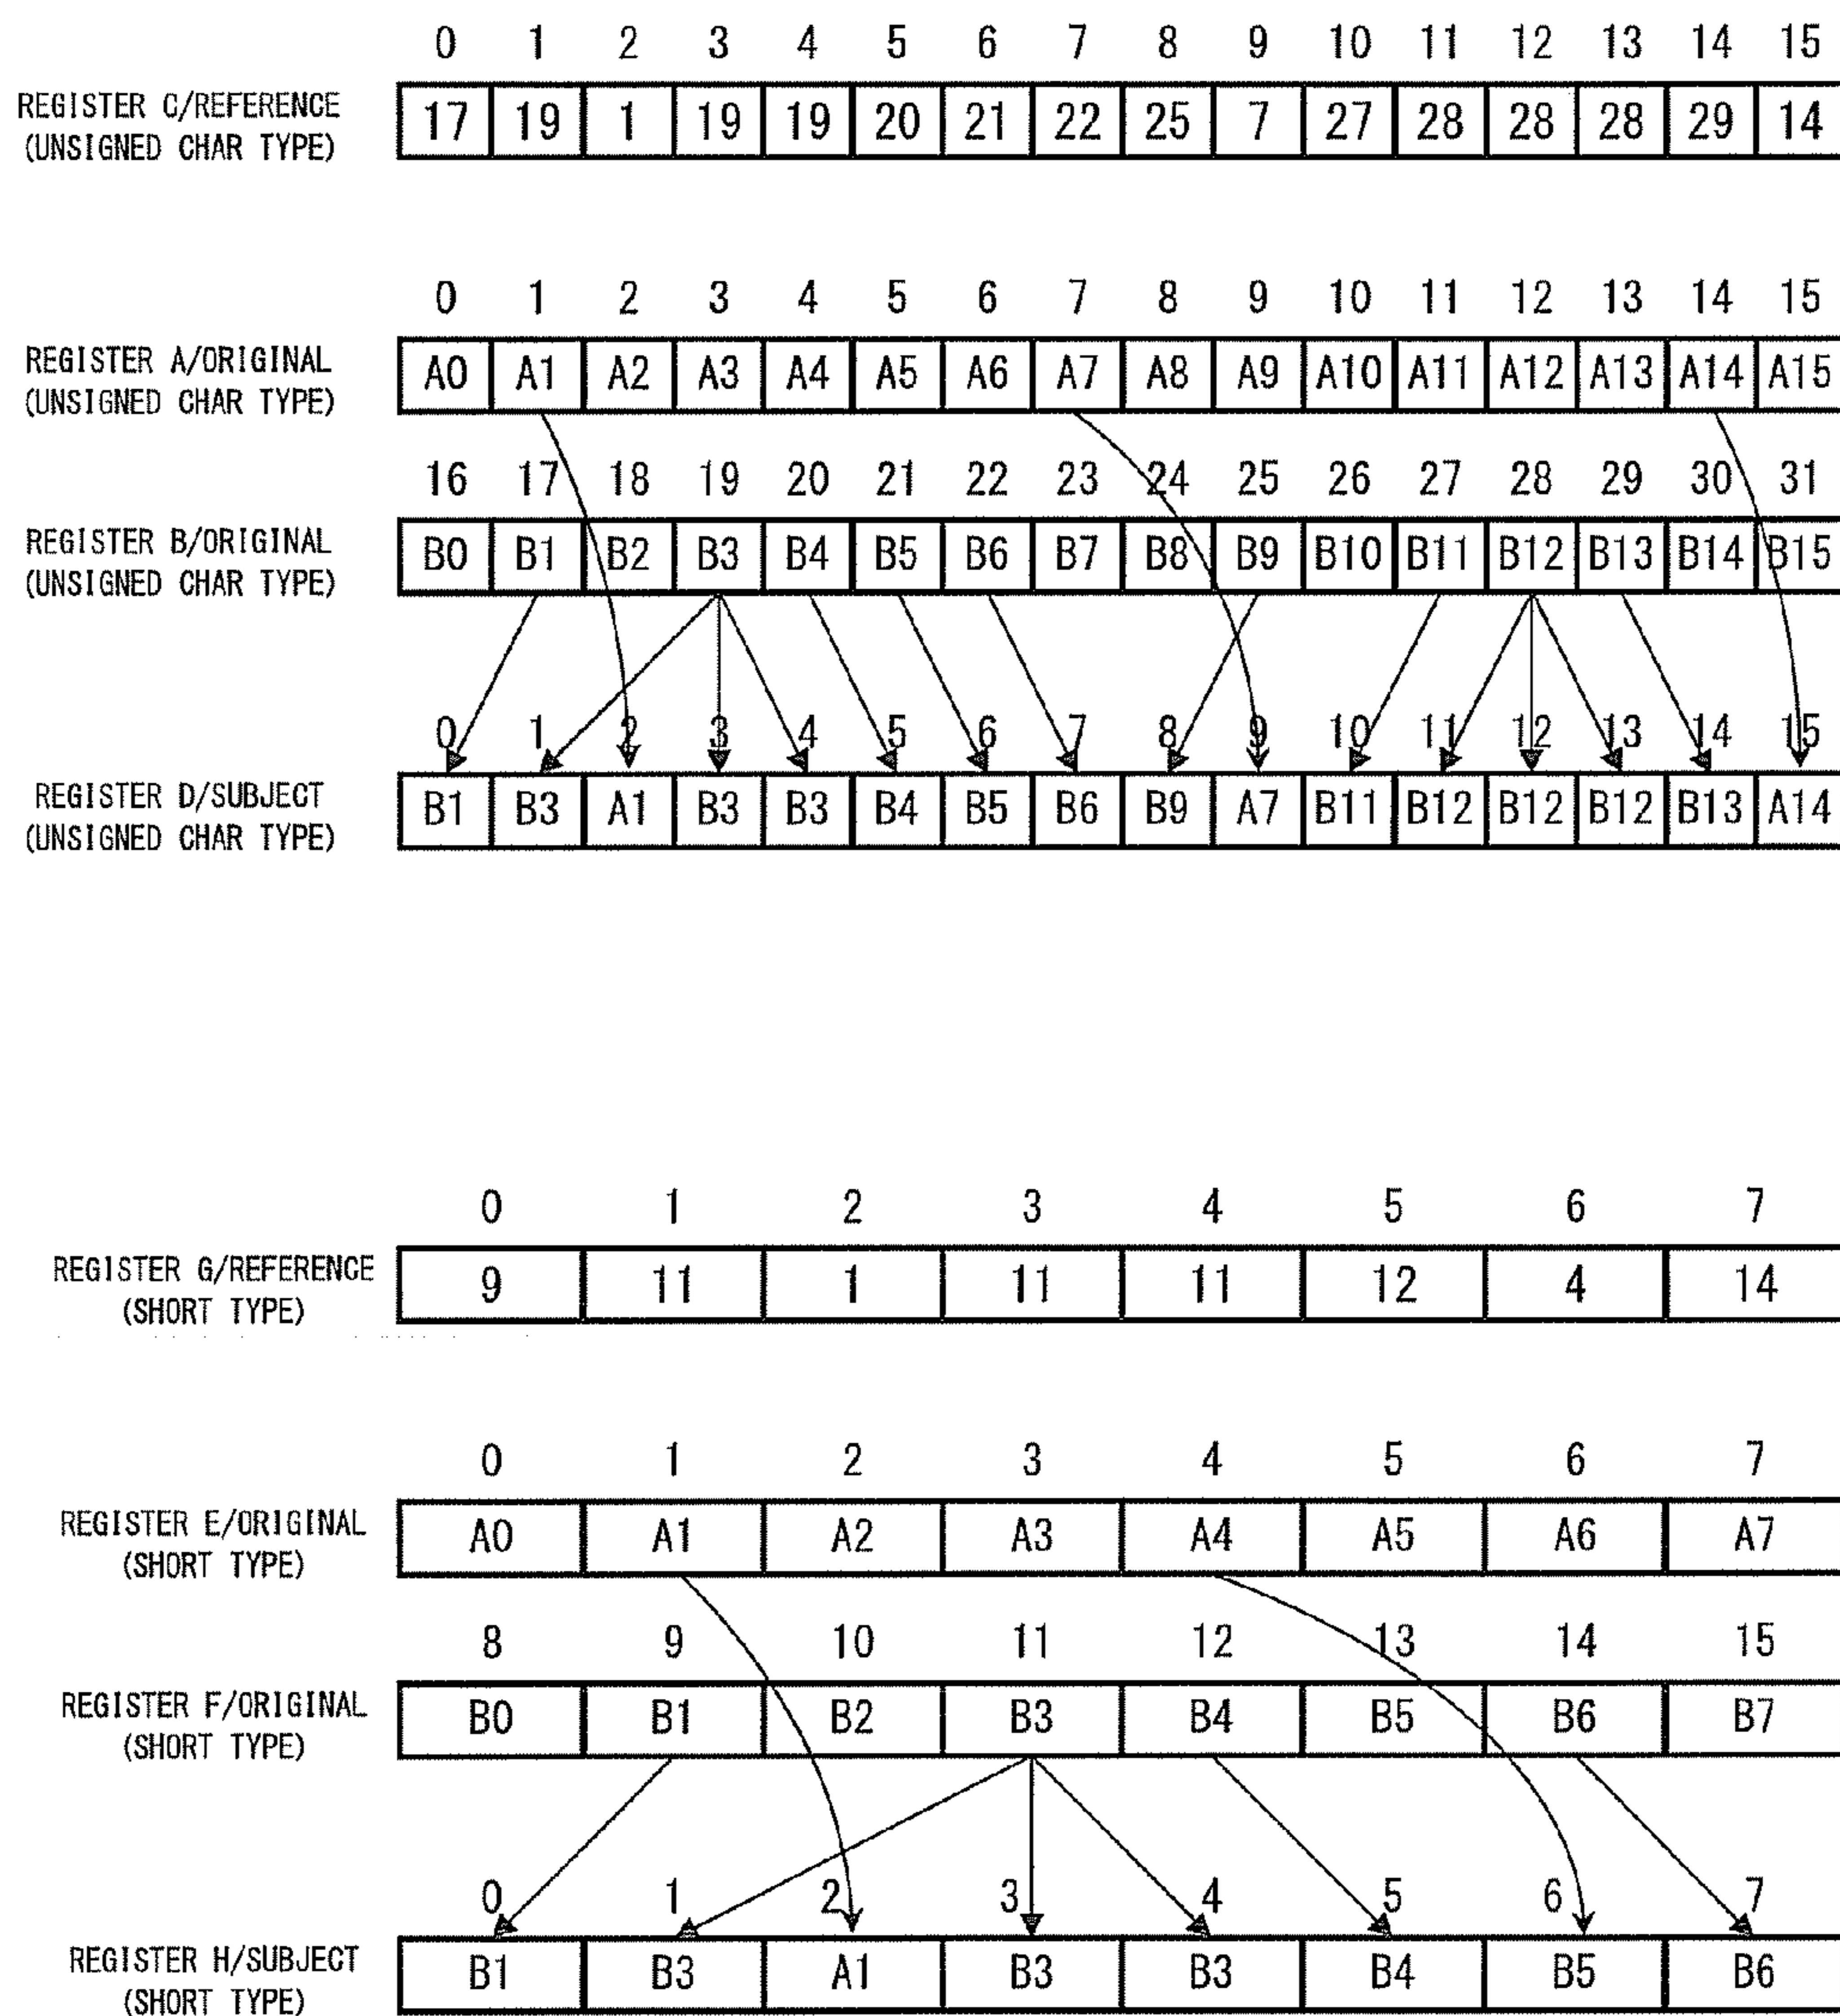 0 1 2 3 4 5 6 7 8 9 10 11 12 13 14 15
REGISTER C/REFERENCE
(UNSIGNED CHAR TYPE)
17 19 1 19 19 20 21 22 25 7 27 28 28 28 29 14
0 1 2 3 4 5 6 7 8 9 10 11 12 13 14 15
REGISTER A/ORIGINAL
(UNSIGNED CHAR TYPE)
A0 A1 A2 A3 A4 A5 A6 A7 A8 A9 A10 A11 A12 A13 A14 A15
16 17 18 19 20 21 22 23 24 25 26 27 28 29 30 31
REGISTER B/ORIGINAL
(UNSIGNED CHAR TYPE)
B0 B1 B2 B3 B4 B5 B6 B7 B8 B9 B10 B11 B12 B13 B14 B15
0 1 2 3 4 5 6 7 8 9 10 11 12 13 14 15
REGISTER D/SUBJECT
(UNSIGNED CHAR TYPE)
B1 B3 A1 B3 B3 B4 B5 B6 B9 A7 B11 B12 B12 B12 B13 A14
0 1 2 3 4 5 6 7
REGISTER G/REFERENCE
(SHORT TYPE)
9 11 1 11 11 12 4 14
0 1 2 3 4 5 6 7
REGISTER E/ORIGINAL
(SHORT TYPE)
A0 A1 A2 A3 A4 A5 A6 A7
8 9 10 11 12 13 14 15
REGISTER F/ORIGINAL
(SHORT TYPE)
B0 B1 B2 B3 B4 B5 B6 B7
0 1 2 3 4 5 6 7
REGISTER H/SUBJECT
(SHORT TYPE)
B1 B3 A1 B3 B3 B4 B5 B6